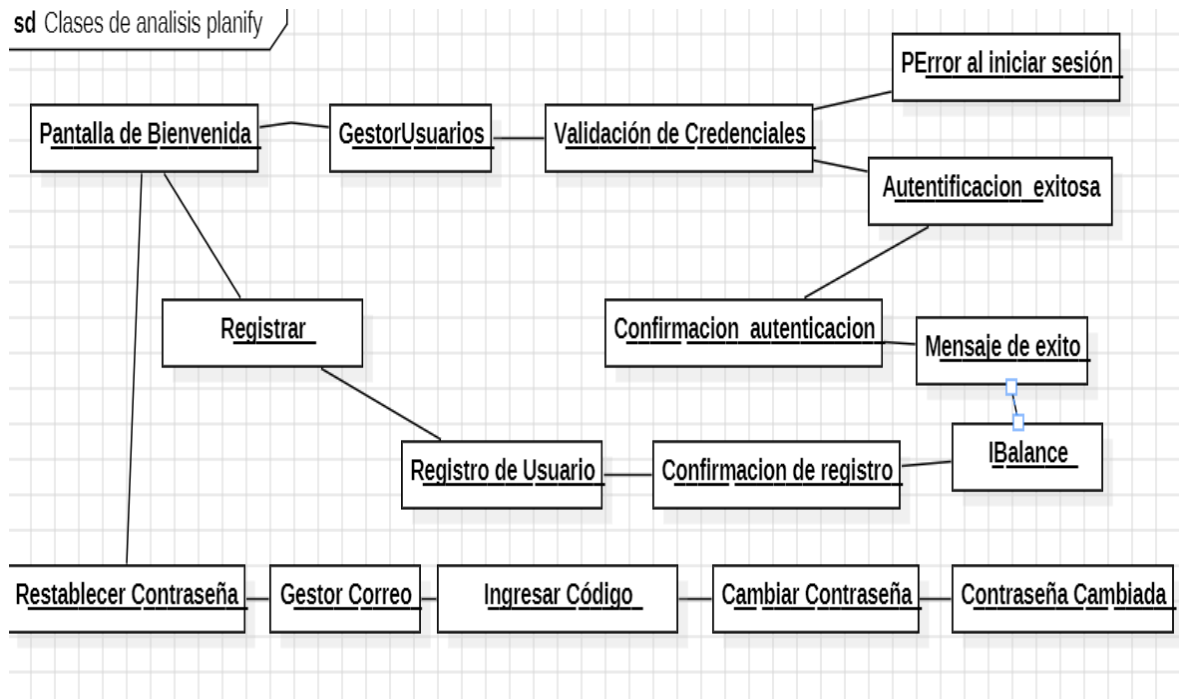 sd Clases de analisis planify
PError al iniciar sesión
Pantalla de Bienvenida
GestorUsuarios
Validación de Credenciales
Autentificacion exitosa
Registrar
Confirmacion autenticacion
Mensaje de exito
Registro de Usuario
Confirmacion de registro
IBalance
Restablecer Contraseña
Gestor Correo
Ingresar Código
Cambiar Contraseña
Contraseña Cambiada